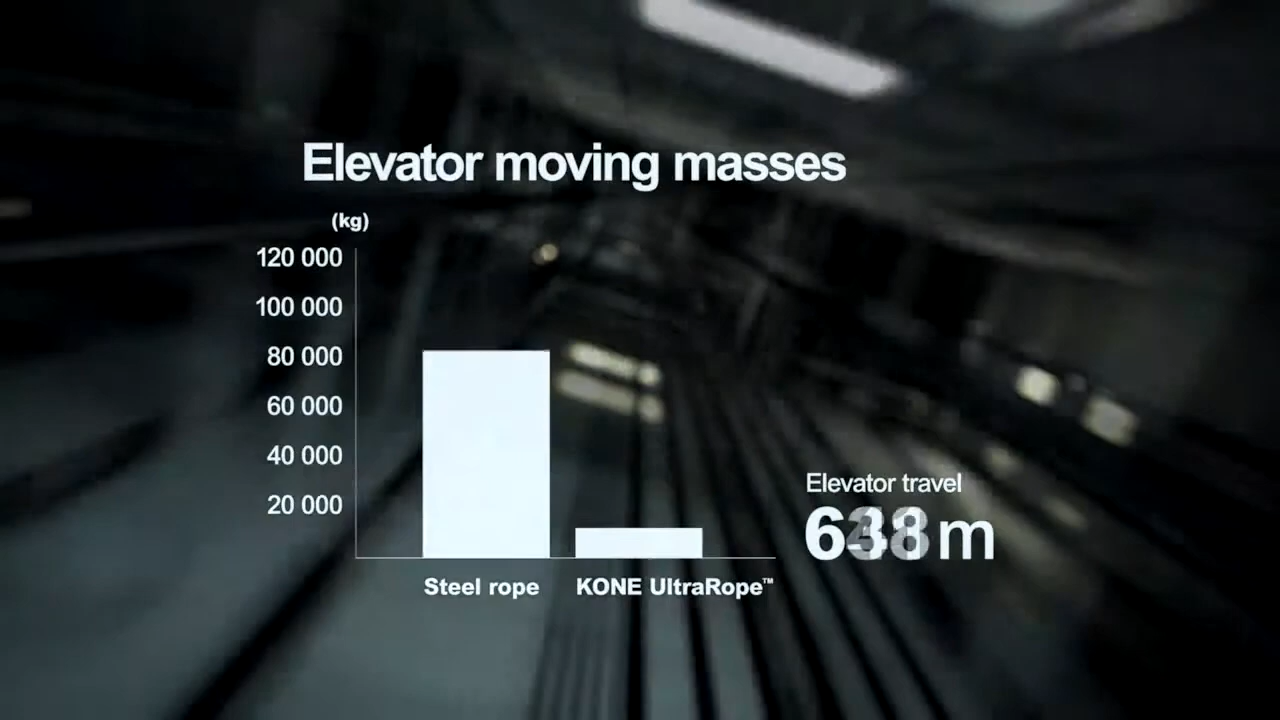 Elevator moving masses
(kg)
120 000
100 000
80 000
60 000
40 000
20 000
Elevator travel
m
Steel rope
KONE UltraRope™